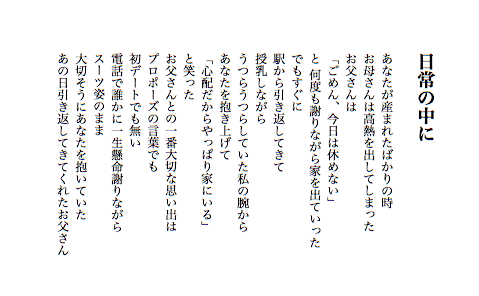 日常の中に
あなたが産まれたばかりの時
お母さんは高熱を出してしまった
お父さんは
「ごめん、今日は休めない」
と 何度も謝りながら家を出ていった
でもすぐに
駅から引き返してきて
授乳しながら
うつらうつらしていた私の腕から
あなたを抱き上げて
「心配だからやっぱり家にいる」
と笑った
お父さんとの一番大切な思い出は
プロポーズの言葉でも
初デートでも無い
電話で誰かに一生懸命謝りながら
スーツ姿のまま
大切そうにあなたを抱いていた
あの日引き返してきてくれたお父さん